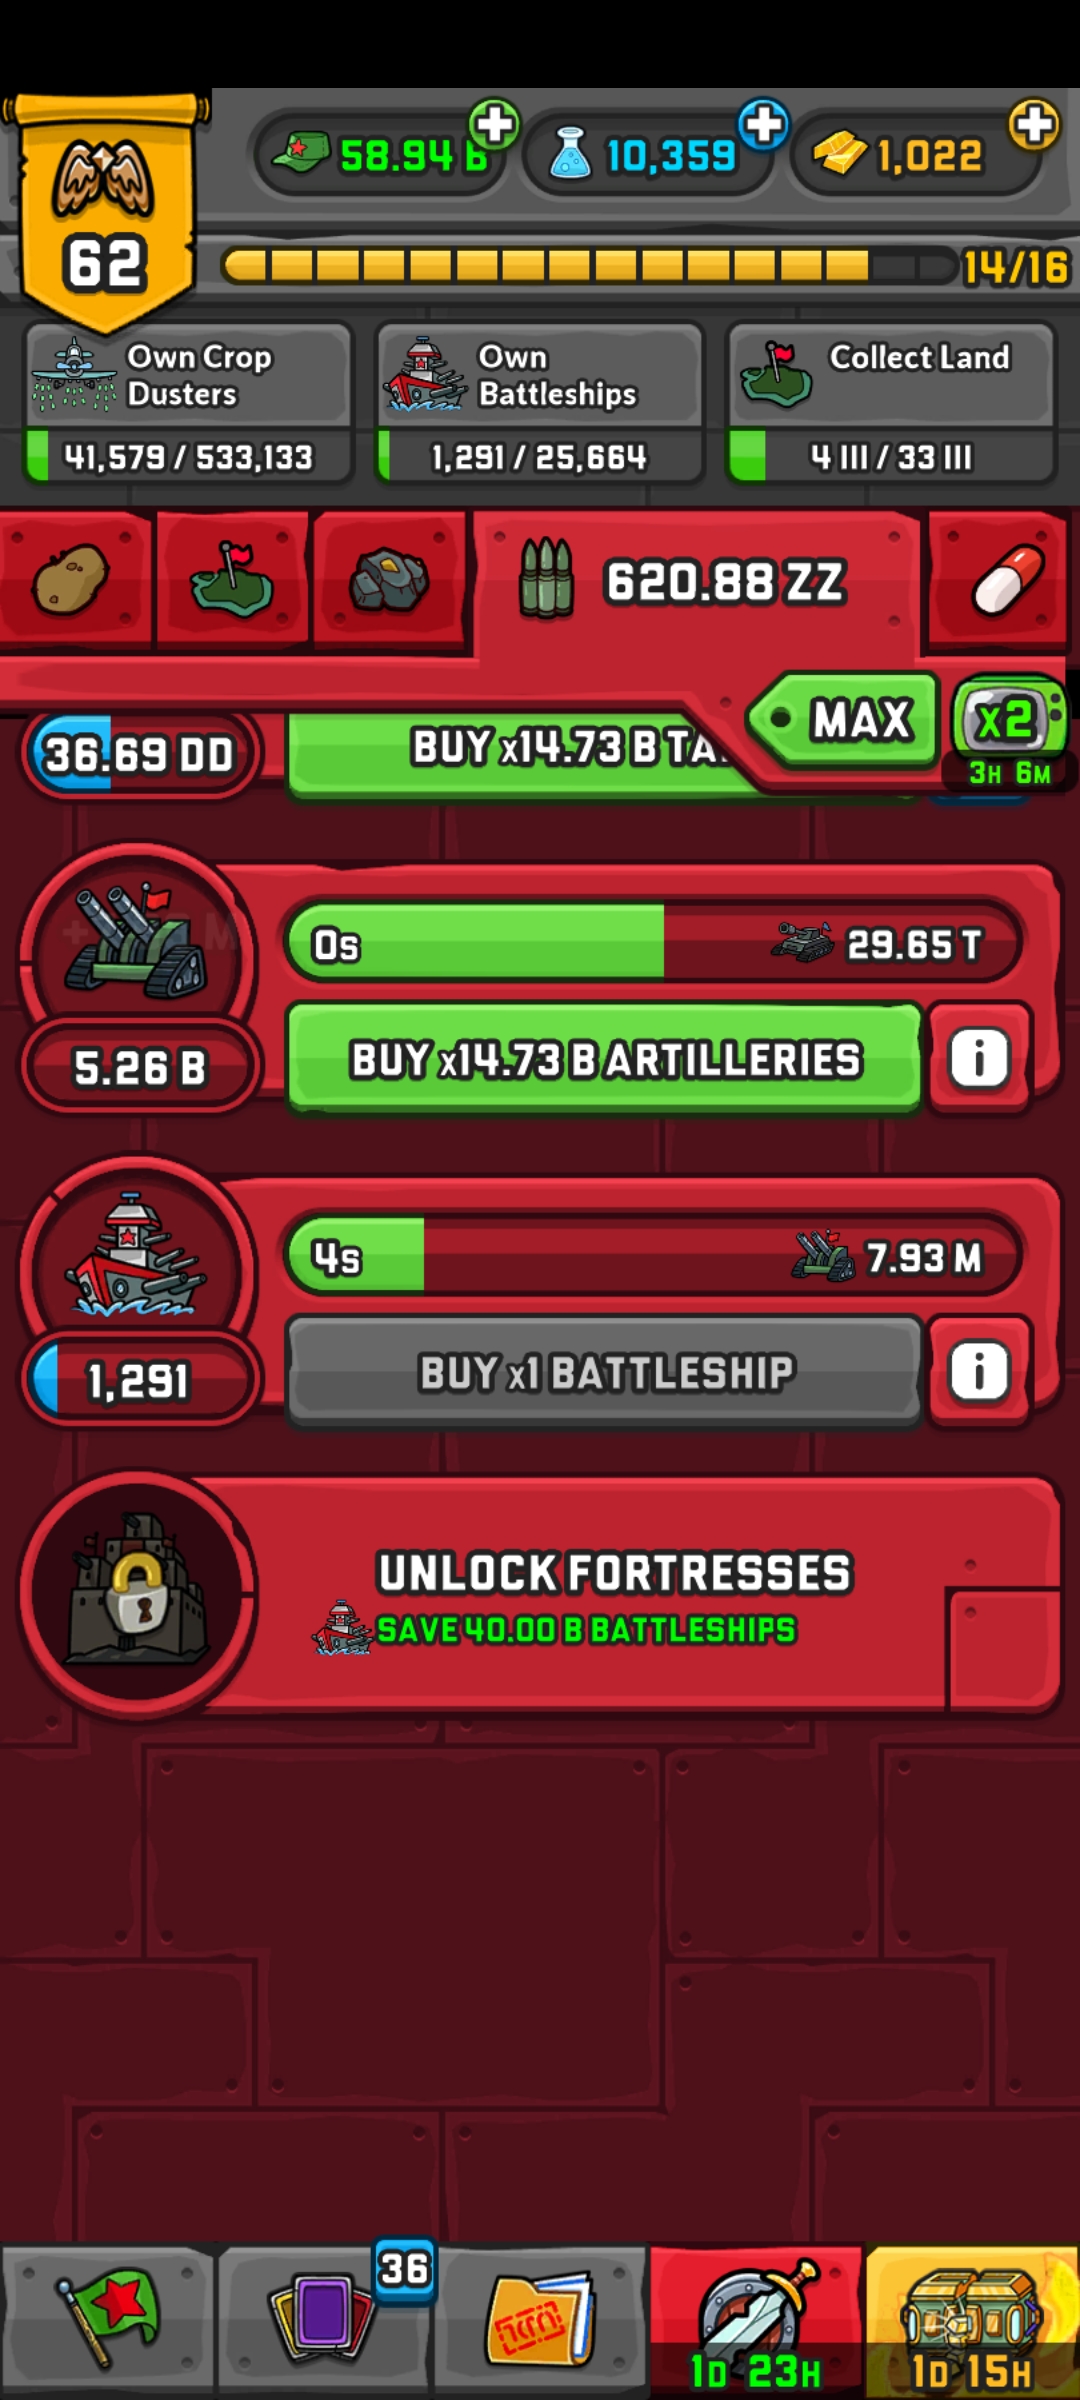 58.94 B
10,359
1,022
62
14/16
Own Crop
Dusters
41,579 / 533,133
Own
Battleships
1,291 / 25,664
Collect Land
4 III / 33 III
620.88 ZZ
MAX
X2
3H 6M
36.69 DD
BUY x14.73 B TA
0s
29.65 T
5.26 B
BUY x14.73 B ARTILLERIES
i
4s
7.93 M
1,291
BUY x1 BATTLESHIP
i
UNLOCK FORTRESSES
SAVE 40.00 B BATTLESHIPS
36
1D 23H
1D 15H